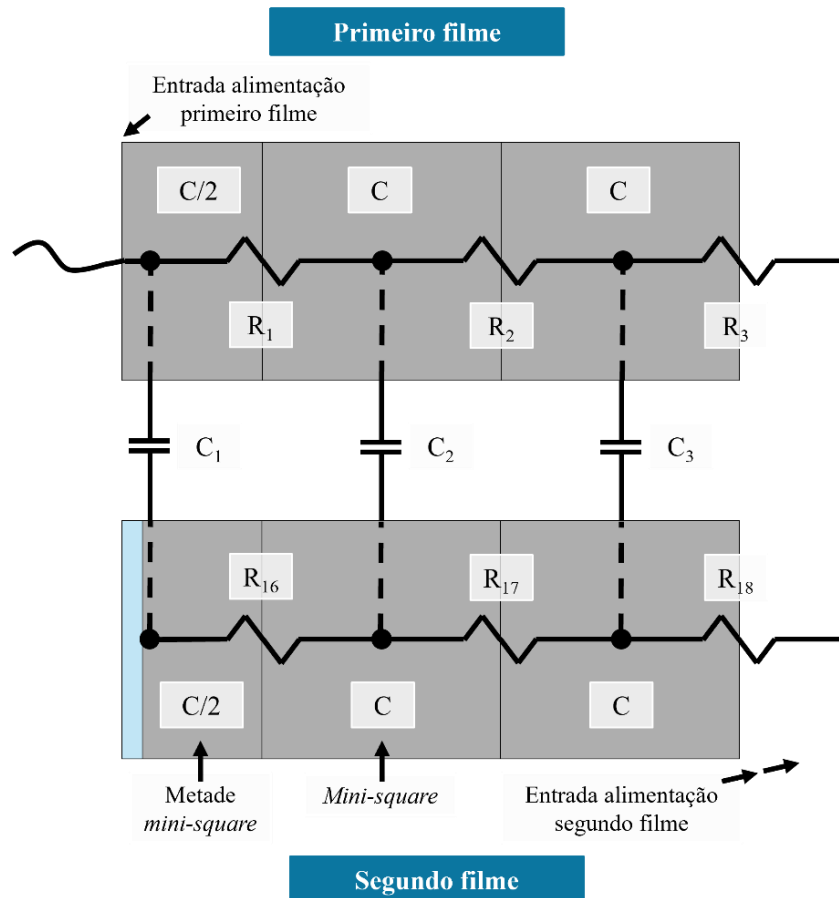 Primeiro filme
Entrada alimentação
primeiro filme
C/2
C
C
R₁
R₂
R₃
C₁
C₂
C₃
R₁₆
R₁₇
R₁₈
C/2
C
C
Metade
mini-square
Mini-square
Entrada alimentação
segundo filme
Segundo filme